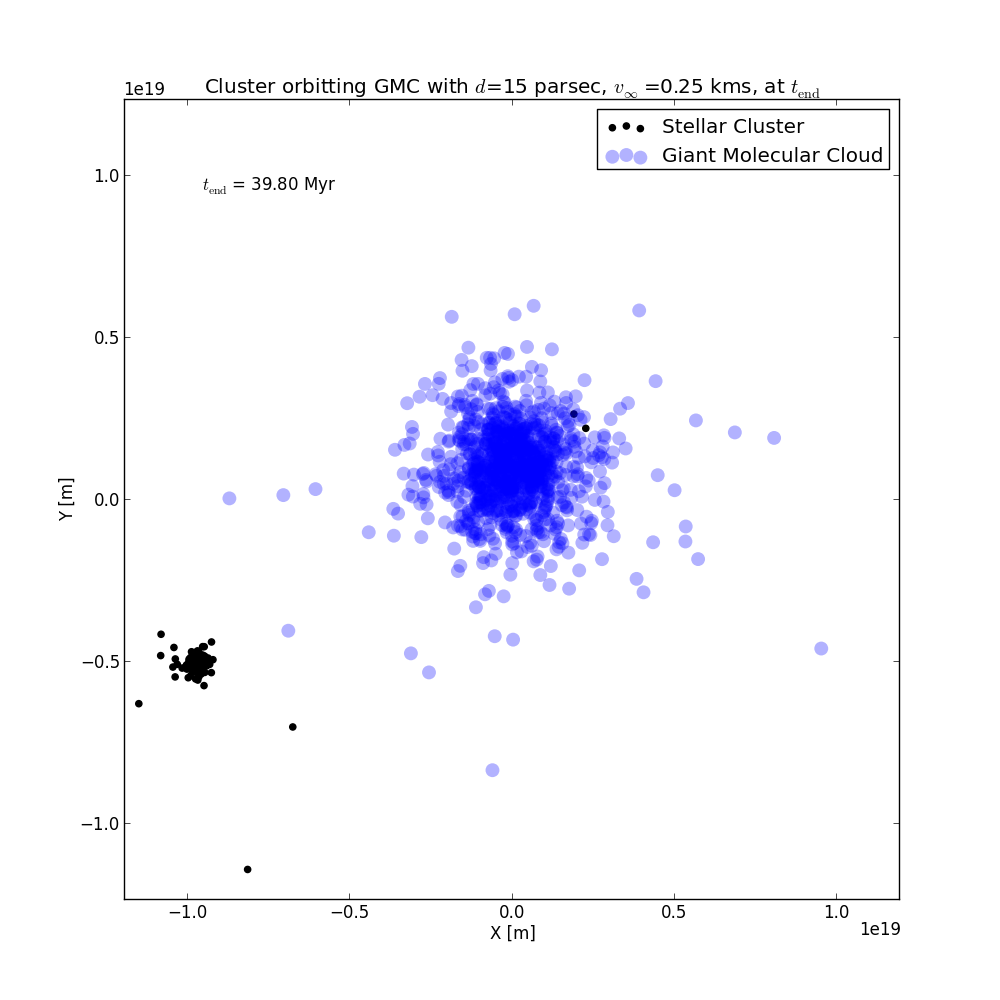 Cluster orbitting GMC with d=15 parsec, v∞ =0.25 kms, at t_end
1e19
Stellar Cluster
Giant Molecular Cloud
t_end = 39.80 Myr
1.0
0.5
0.0
−0.5
−1.0
Y [m]
−1.0 −0.5 0.0 0.5 1.0
X [m]
1e19